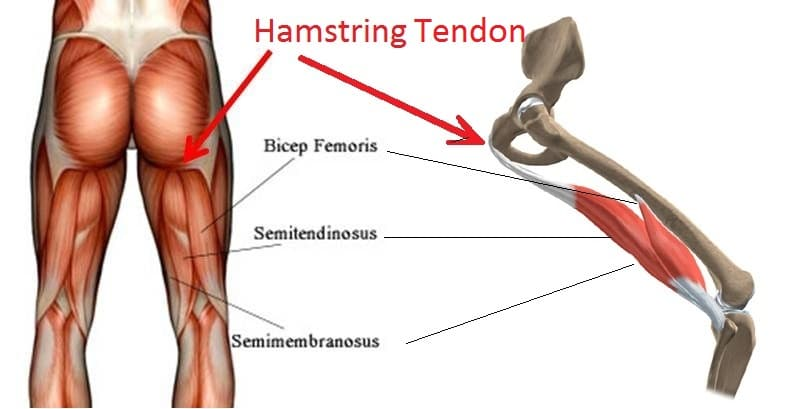 Hamstring Tendon
Bicep Femoris
Semitendinosus
Semimembranosus